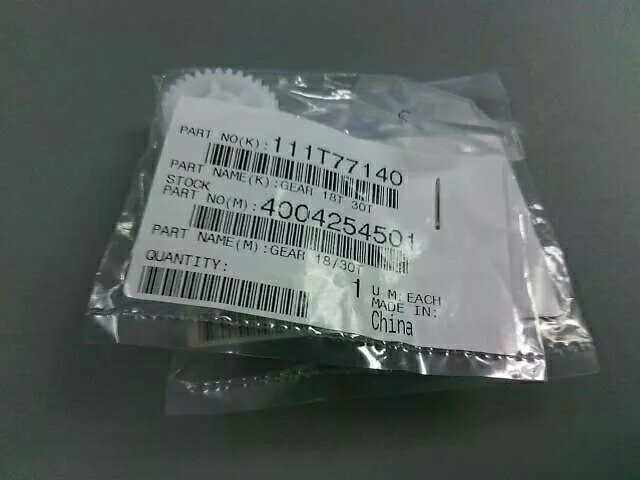 PART NO(K):111T77140
PART NAME(K):GEAR 18T 30T
STOCK
PART NO(M):4004254501
PART NAME(M):GEAR 18/30T
QUANTITY: 1 U M:EACH
MADE IN:
China